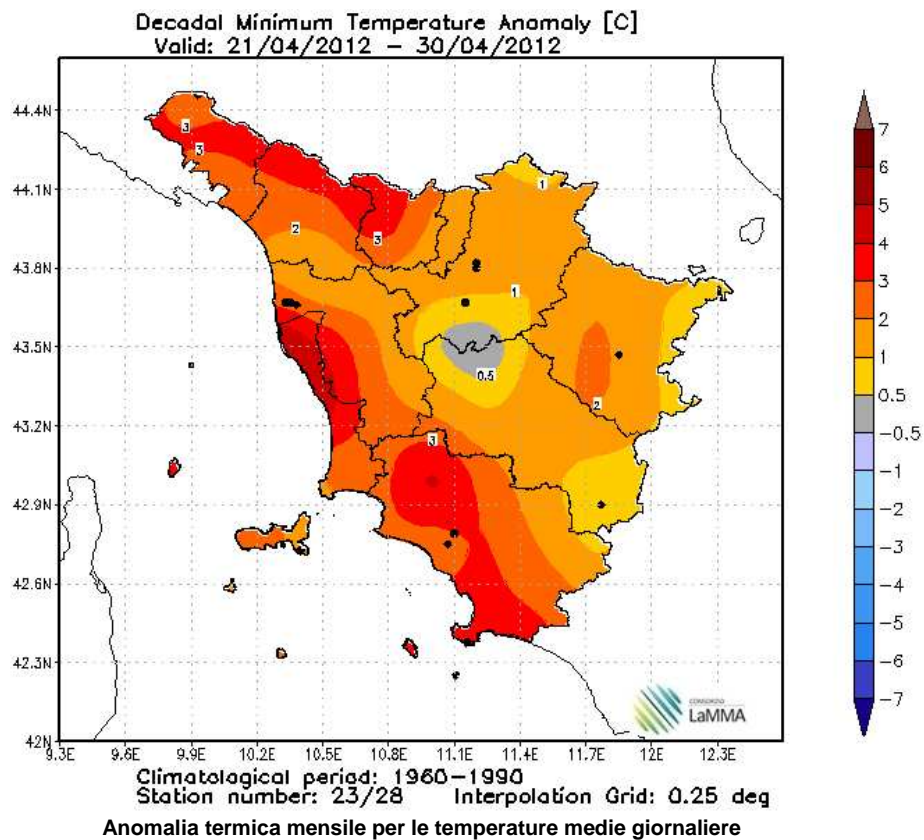 Decadal Minimum Temperature Anomaly [C]
Valid: 21/04/2012 – 30/04/2012
44.4N
44.1N
43.8N
43.5N
43.2N
42.9N
42.6N
42.3N
42N
9.3E 9.6E 9.9E 10.2E 10.5E 10.8E 11.1E 11.4E 11.7E 12E 12.3E
3
3
1
2
3
1
0.5
2
3
7
6
5
4
3
2
1
0.5
-0.5
-1
-2
-3
-4
-5
-6
-7
CONSORZIO
LaMMA
Climatological period: 1960–1990
Station number: 23/28 Interpolation Grid: 0.25 deg
Anomalia termica mensile per le temperature medie giornaliere